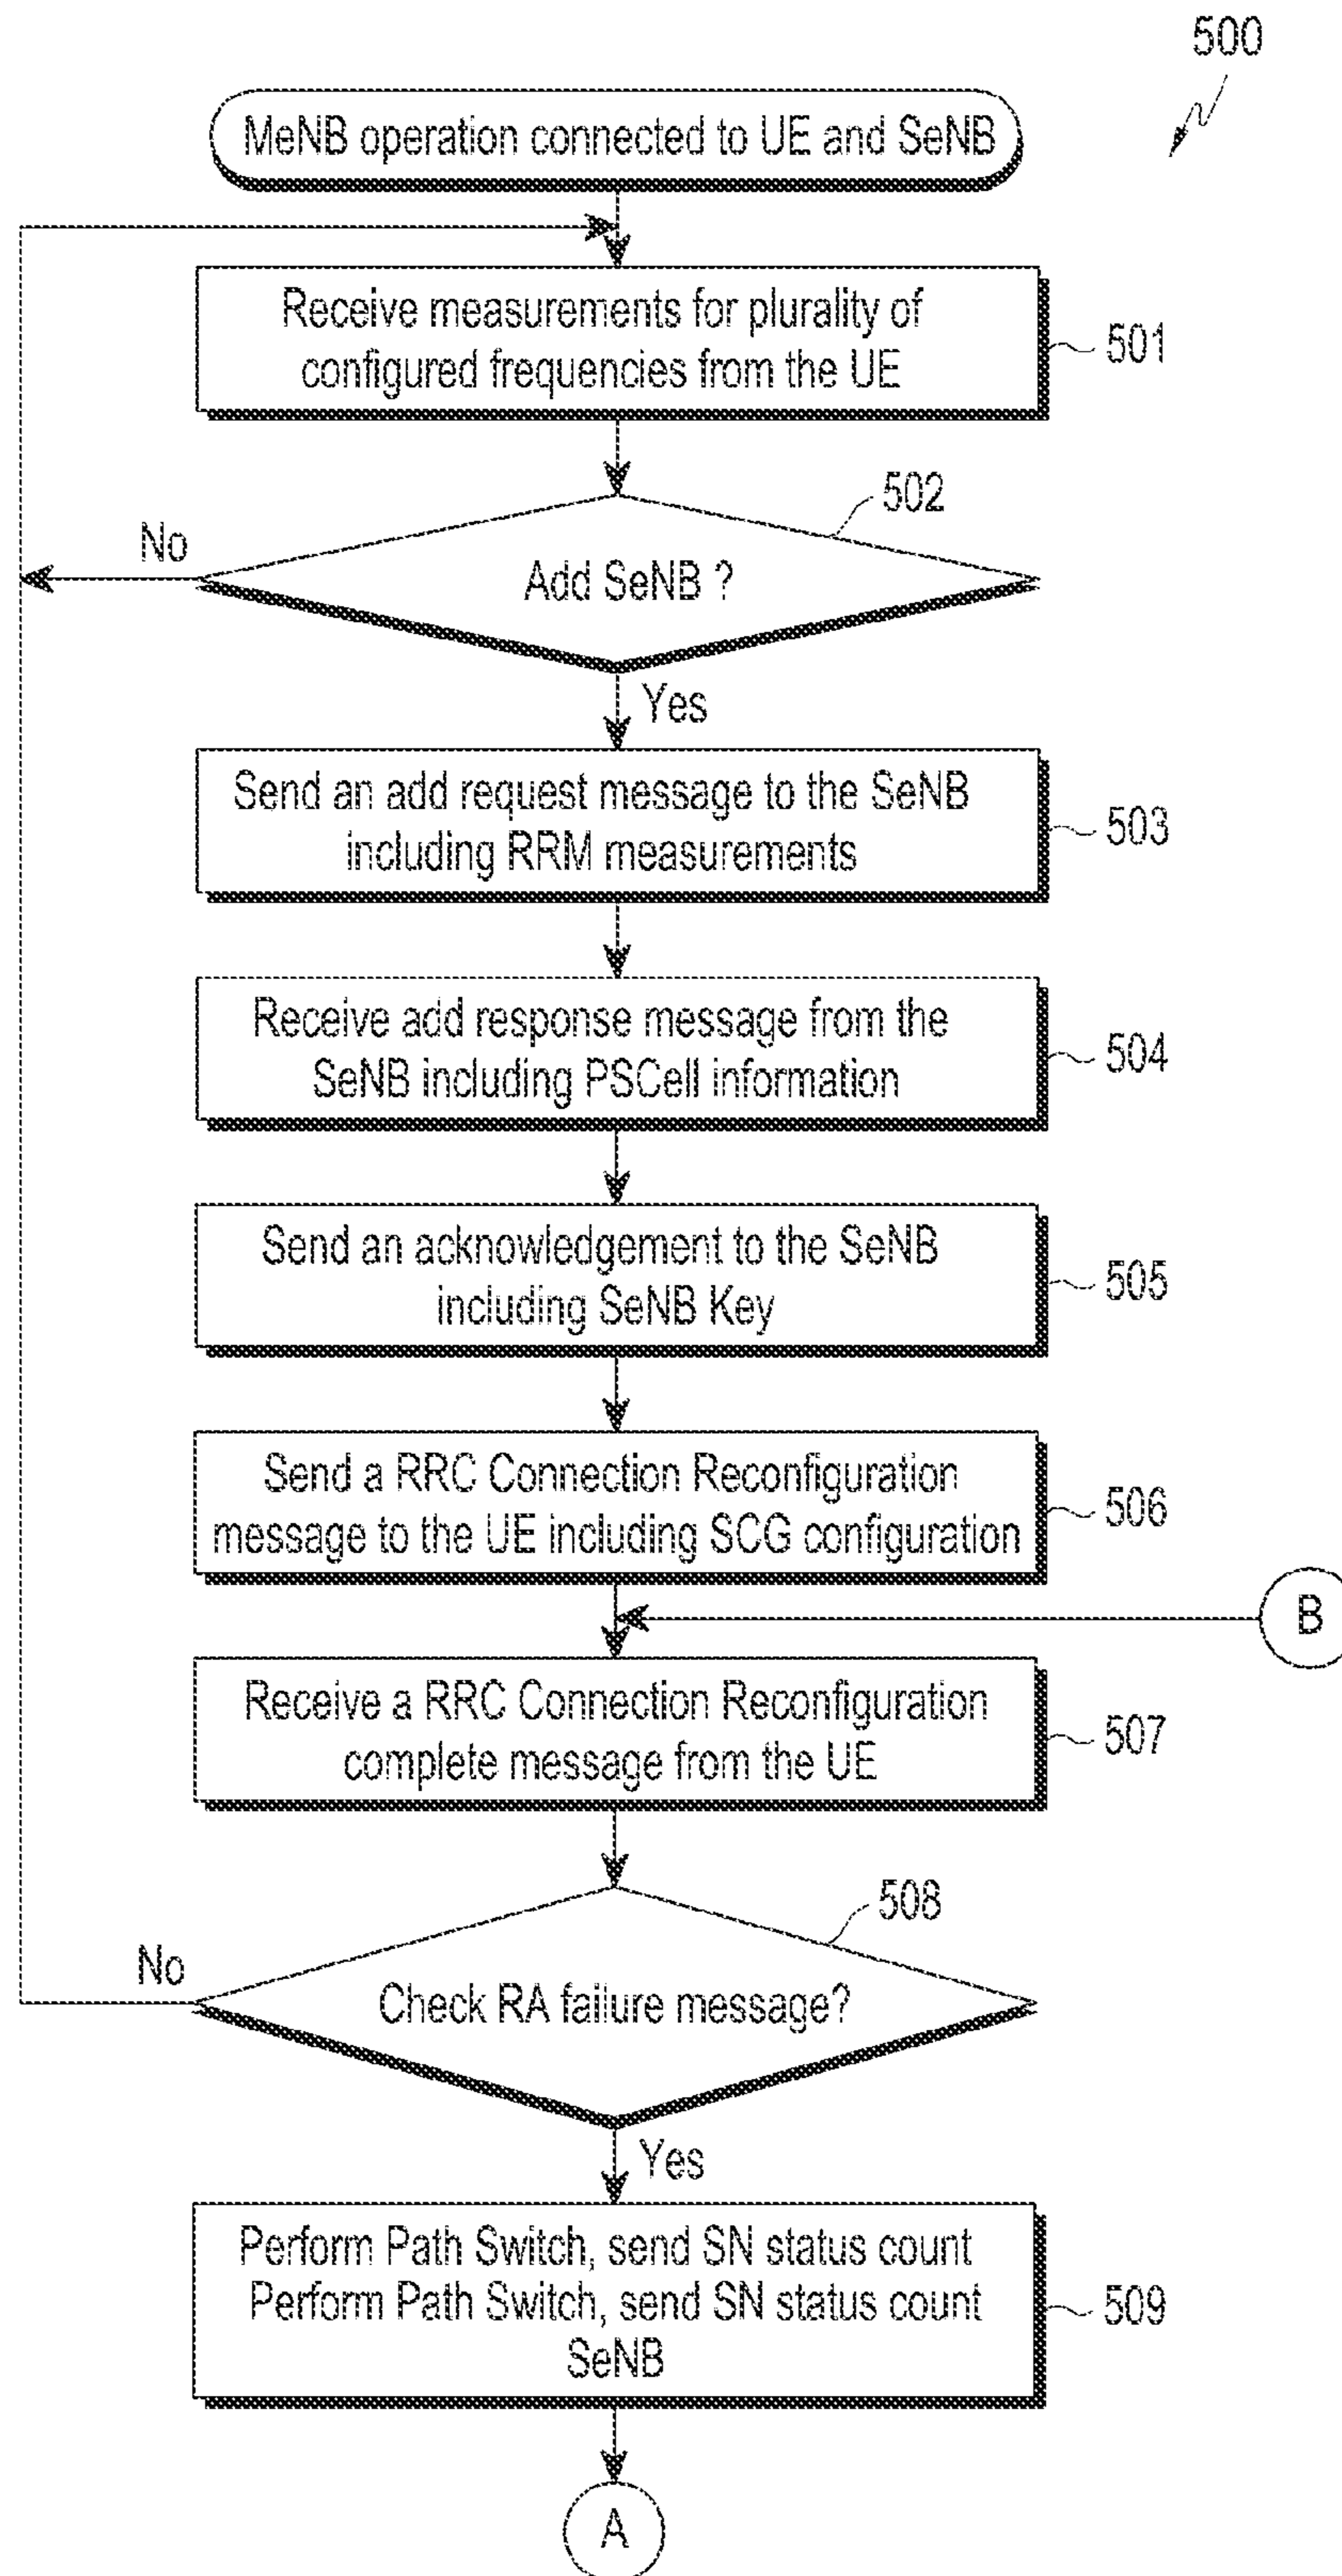 500
MeNB operation connected to UE and SeNB
Receive measurements for plurality of
configured frequencies from the UE
501
502
No
Add SeNB ?
Yes
Send an add request message to the SeNB
including RRM measurements
503
Receive add response message from the
SeNB including PSCell information
504
Send an acknowledgement to the SeNB
including SeNB Key
505
Send a RRC Connection Reconfiguration
message to the UE including SCG configuration
506
B
Receive a RRC Connection Reconfiguration
complete message from the UE
507
508
No
Check RA failure message?
Yes
Perform Path Switch, send SN status count
Perform Path Switch, send SN status count
SeNB
509
A